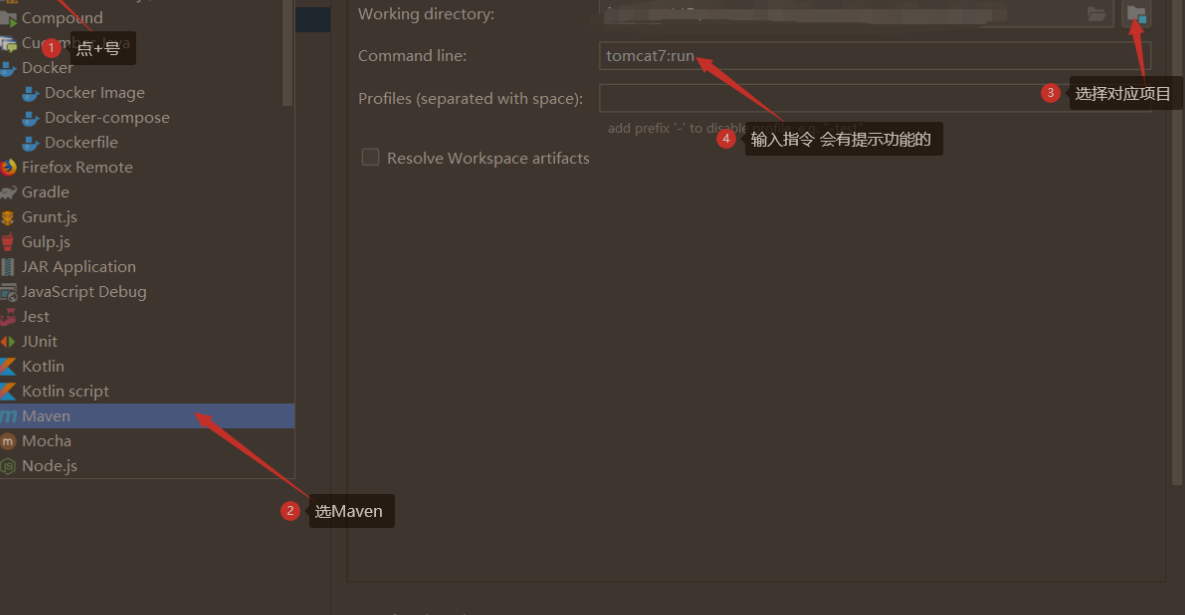 Compound
1
点+号
Docker
Docker Image
Docker-compose
Dockerfile
Firefox Remote
Gradle
Grunt.js
Gulp.js
JAR Application
JavaScript Debug
Jest
JUnit
Kotlin
Kotlin script
Maven
Mocha
Node.js
2
选Maven
Working directory:
Command line:
tomcat7:run
Profiles (separated with space):
3
选择对应项目
add prefix '-' to disable
4
输入指令 会有提示功能的
Resolve Workspace artifacts